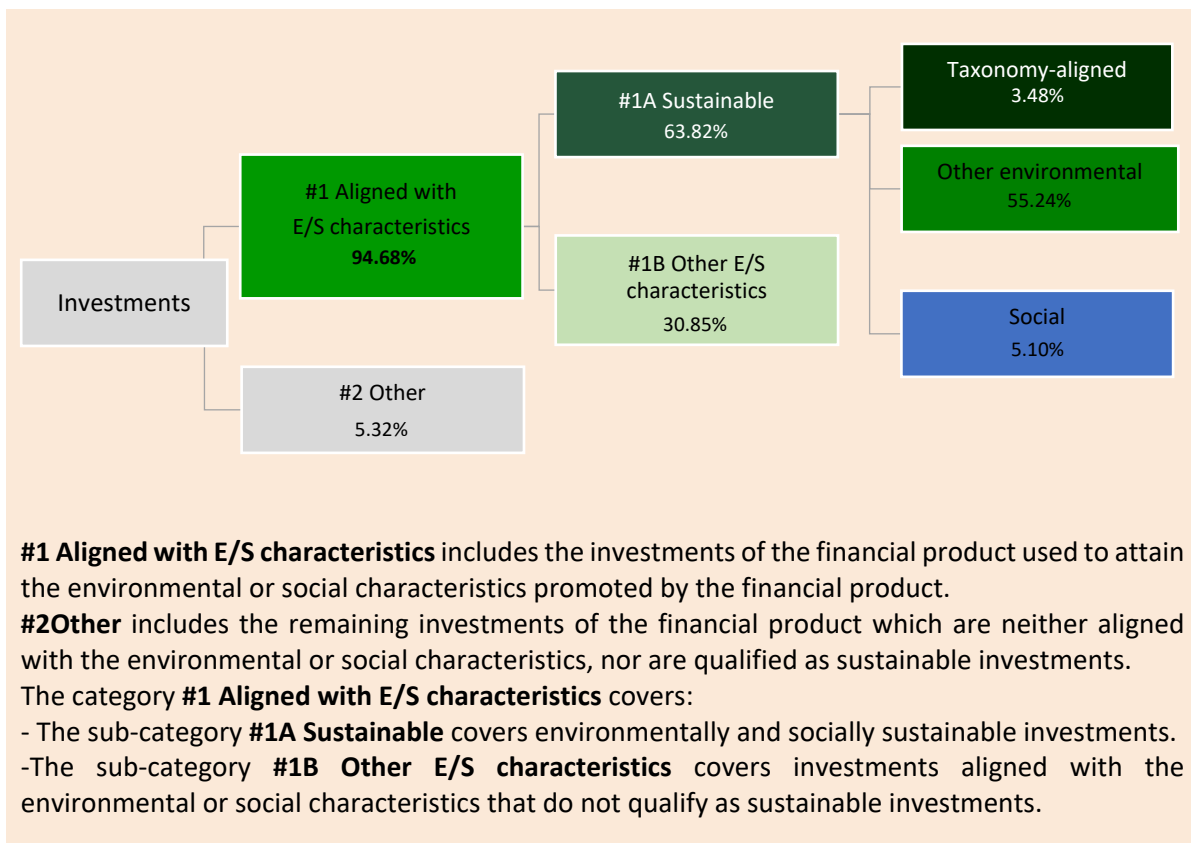 Investments
#1 Aligned with
E/S characteristics
94.68%
#2 Other
5.32%
#1A Sustainable
63.82%
#1B Other E/S
characteristics
30.85%
Taxonomy-aligned
3.48%
Other environmental
55.24%
Social
5.10%
#1 Aligned with E/S characteristics includes the investments of the financial product used to attain
the environmental or social characteristics promoted by the financial product.
#2Other includes the remaining investments of the financial product which are neither aligned
with the environmental or social characteristics, nor are qualified as sustainable investments.
The category #1 Aligned with E/S characteristics covers:
- The sub-category #1A Sustainable covers environmentally and socially sustainable investments.
-The sub-category #1B Other E/S characteristics covers investments aligned with the
environmental or social characteristics that do not qualify as sustainable investments.